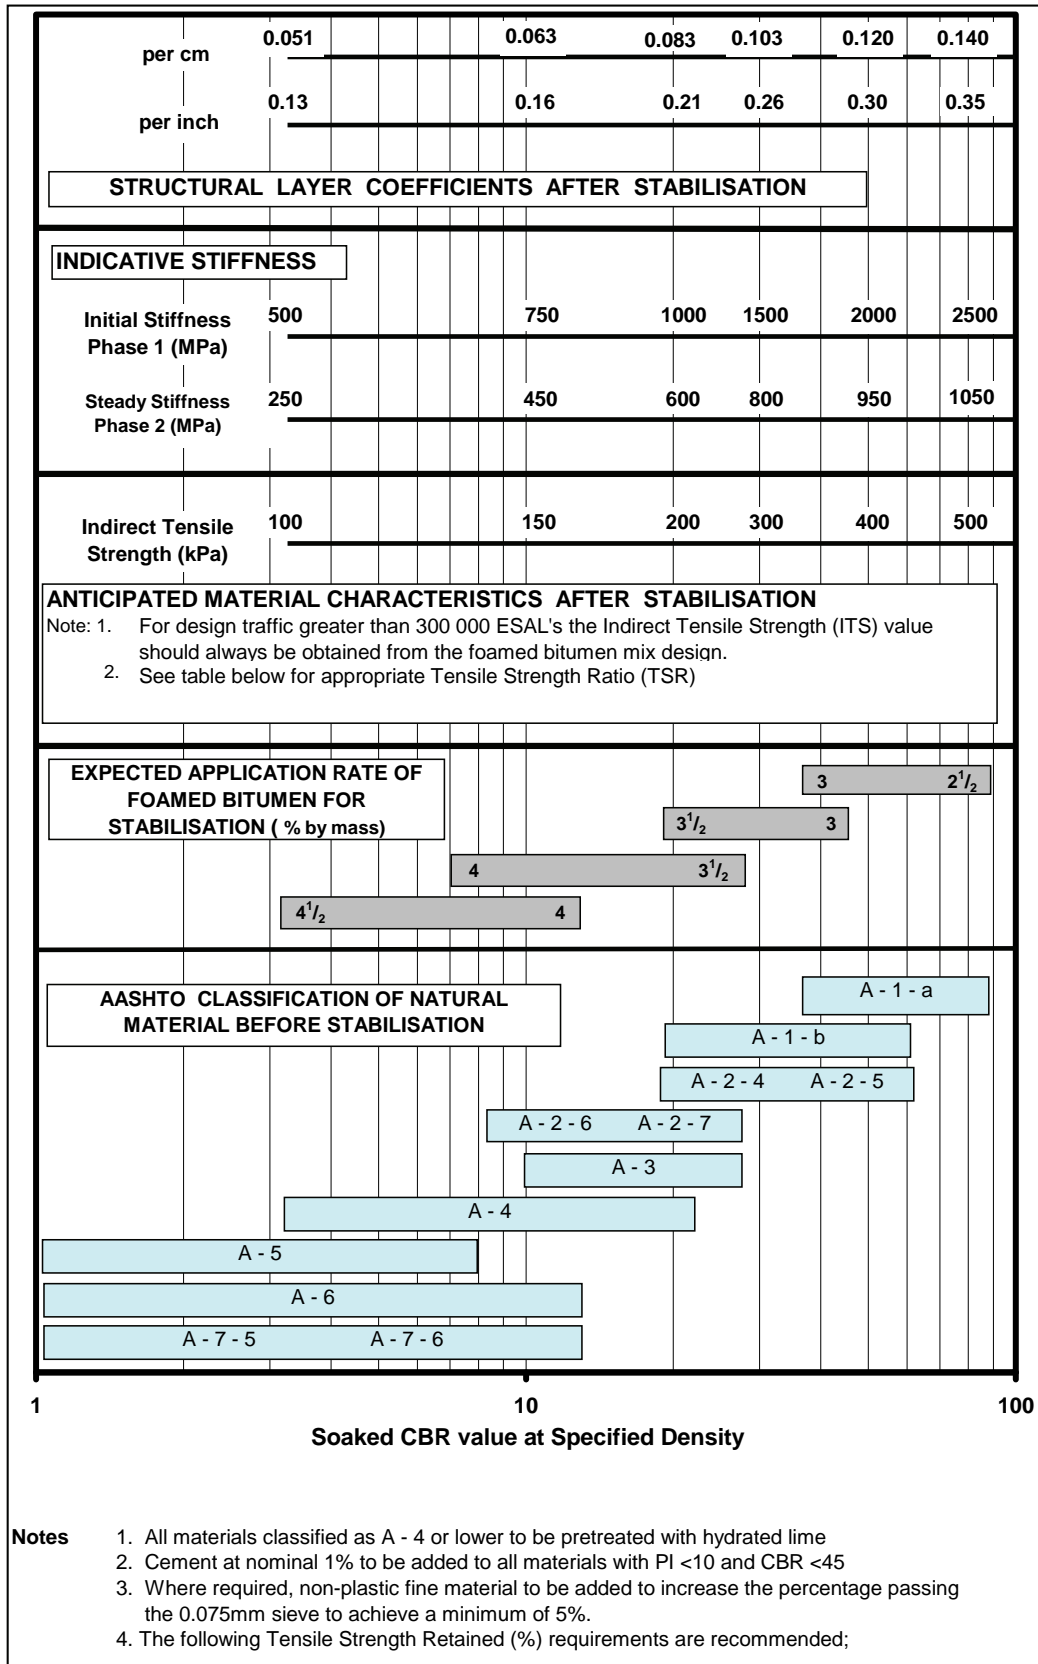 0.051 0.063 0.083 0.103 0.120 0.140
per cm
0.13 0.16 0.21 0.26 0.30 0.35
per inch
STRUCTURAL LAYER COEFFICIENTS AFTER STABILISATION
INDICATIVE STIFFNESS
Initial Stiffness 500 750 1000 1500 2000 2500
Phase 1 (MPa)
Steady Stiffness 250 450 600 800 950 1050
Phase 2 (MPa)
Indirect Tensile 100 150 200 300 400 500
Strength (kPa)
ANTICIPATED MATERIAL CHARACTERISTICS AFTER STABILISATION
Note: 1. For design traffic greater than 300 000 ESAL's the Indirect Tensile Strength (ITS) value
should always be obtained from the foamed bitumen mix design.
2. See table below for appropriate Tensile Strength Ratio (TSR)
EXPECTED APPLICATION RATE OF
FOAMED BITUMEN FOR
STABILISATION ( % by mass)
3 2 1/2
3 1/2 3
4 3 1/2
4 1/2 4
AASHTO CLASSIFICATION OF NATURAL
MATERIAL BEFORE STABILISATION
A - 1 - a
A - 1 - b
A - 2 - 4 A - 2 - 5
A - 2 - 6 A - 2 - 7
A - 3
A - 4
A - 5
A - 6
A - 7 - 5 A - 7 - 6
1 10 100
Soaked CBR value at Specified Density
Notes 1. All materials classified as A - 4 or lower to be pretreated with hydrated lime
2. Cement at nominal 1% to be added to all materials with PI <10 and CBR <45
3. Where required, non-plastic fine material to be added to increase the percentage passing
the 0.075mm sieve to achieve a minimum of 5%.
4. The following Tensile Strength Retained (%) requirements are recommended;